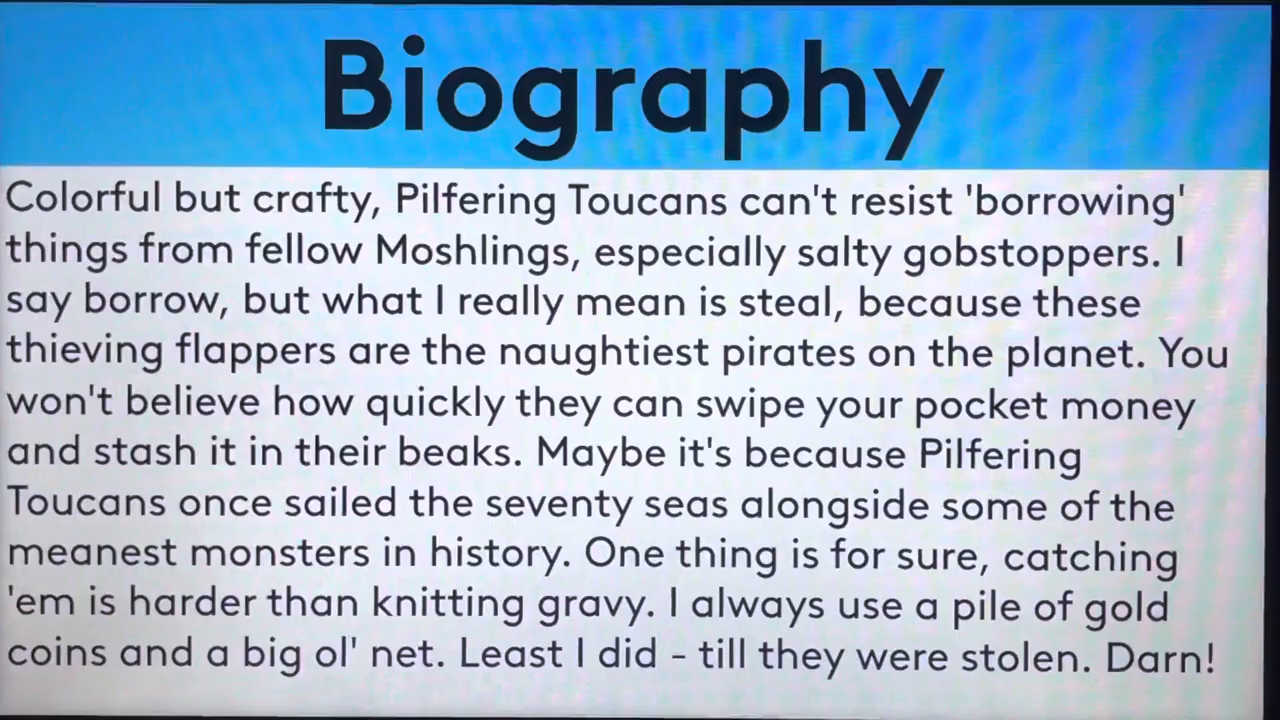 Biography
Colorful but crafty, Pilfering Toucans can't resist 'borrowing'
things from fellow Moshlings, especially salty gobstoppers. I
say borrow, but what I really mean is steal, because these
thieving flappers are the naughtiest pirates on the planet. You
won't believe how quickly they can swipe your pocket money
and stash it in their beaks. Maybe it's because Pilfering
Toucans once sailed the seventy seas alongside some of the
meanest monsters in history. One thing is for sure, catching
'em is harder than knitting gravy. I always use a pile of gold
coins and a big ol' net. Least I did - till they were stolen. Darn!